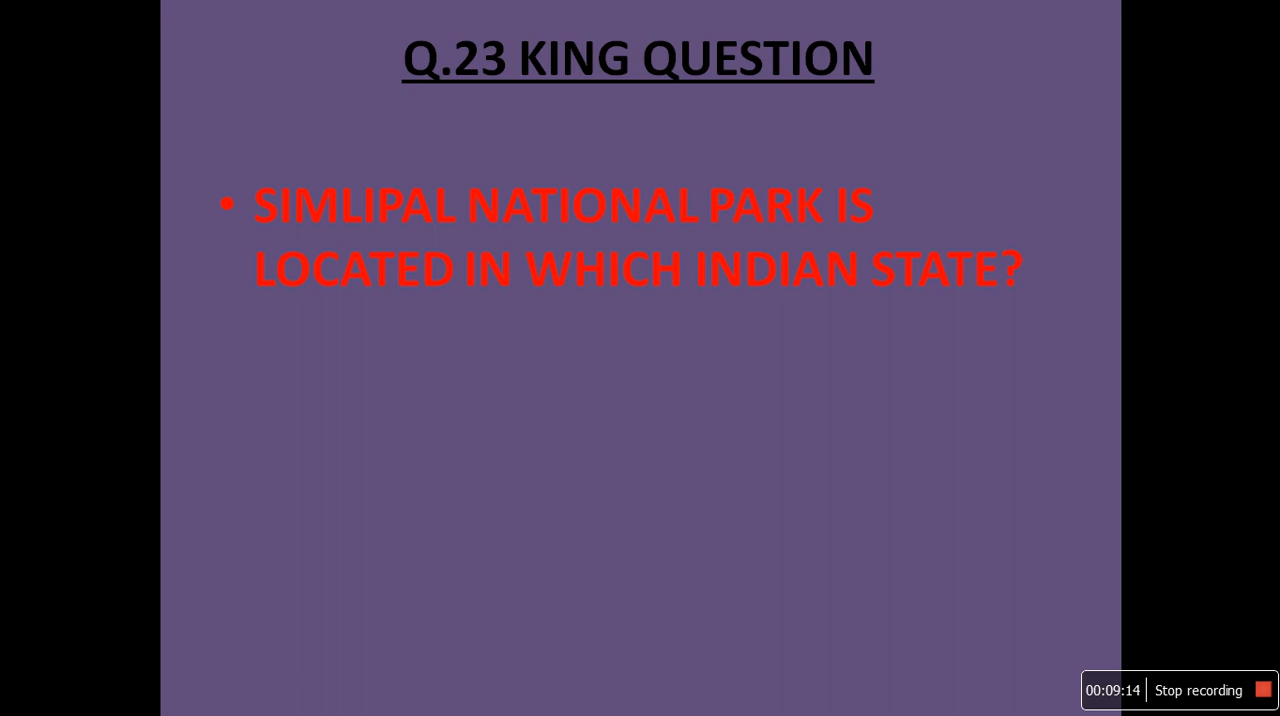 Q.23 KING QUESTION
• SIMLIPAL NATIONAL PARK IS
LOCATED IN WHICH INDIAN STATE?
00:09:14 Stop recording